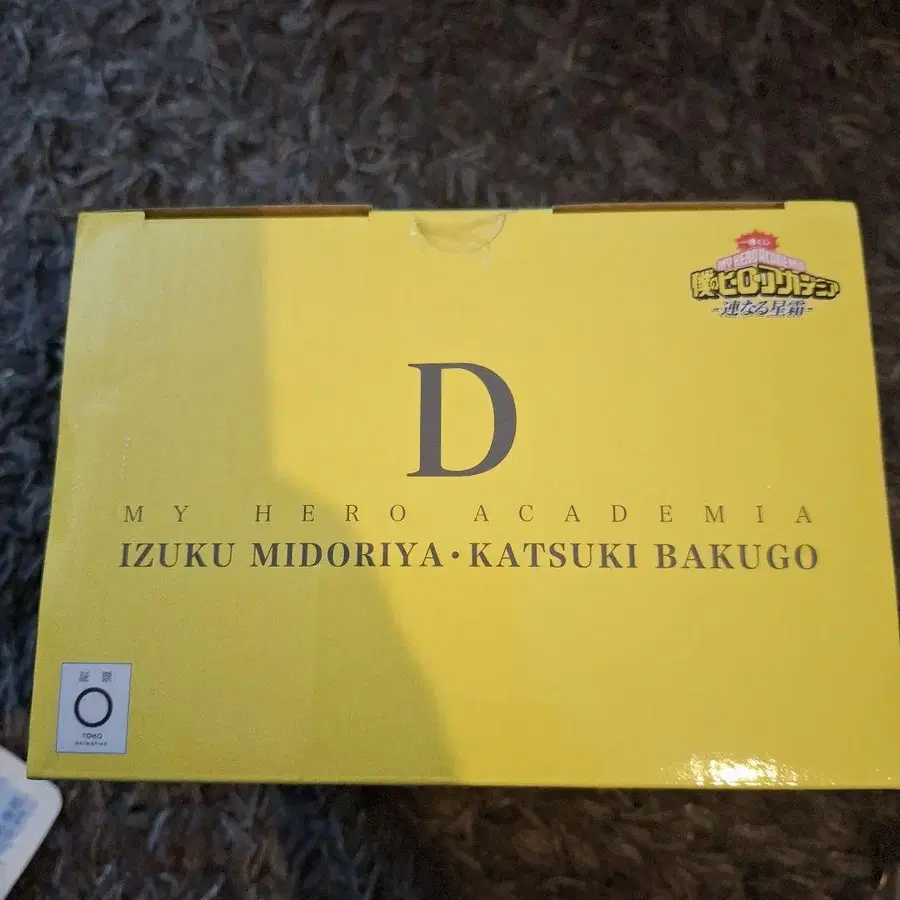 一番くじ
MY HERO ACADEMIA
僕のヒーローアカデミア
-連なる星霜-
D
MY HERO ACADEMIA
IZUKU MIDORIYA・KATSUKI BAKUGO
証票
TOHO
animation